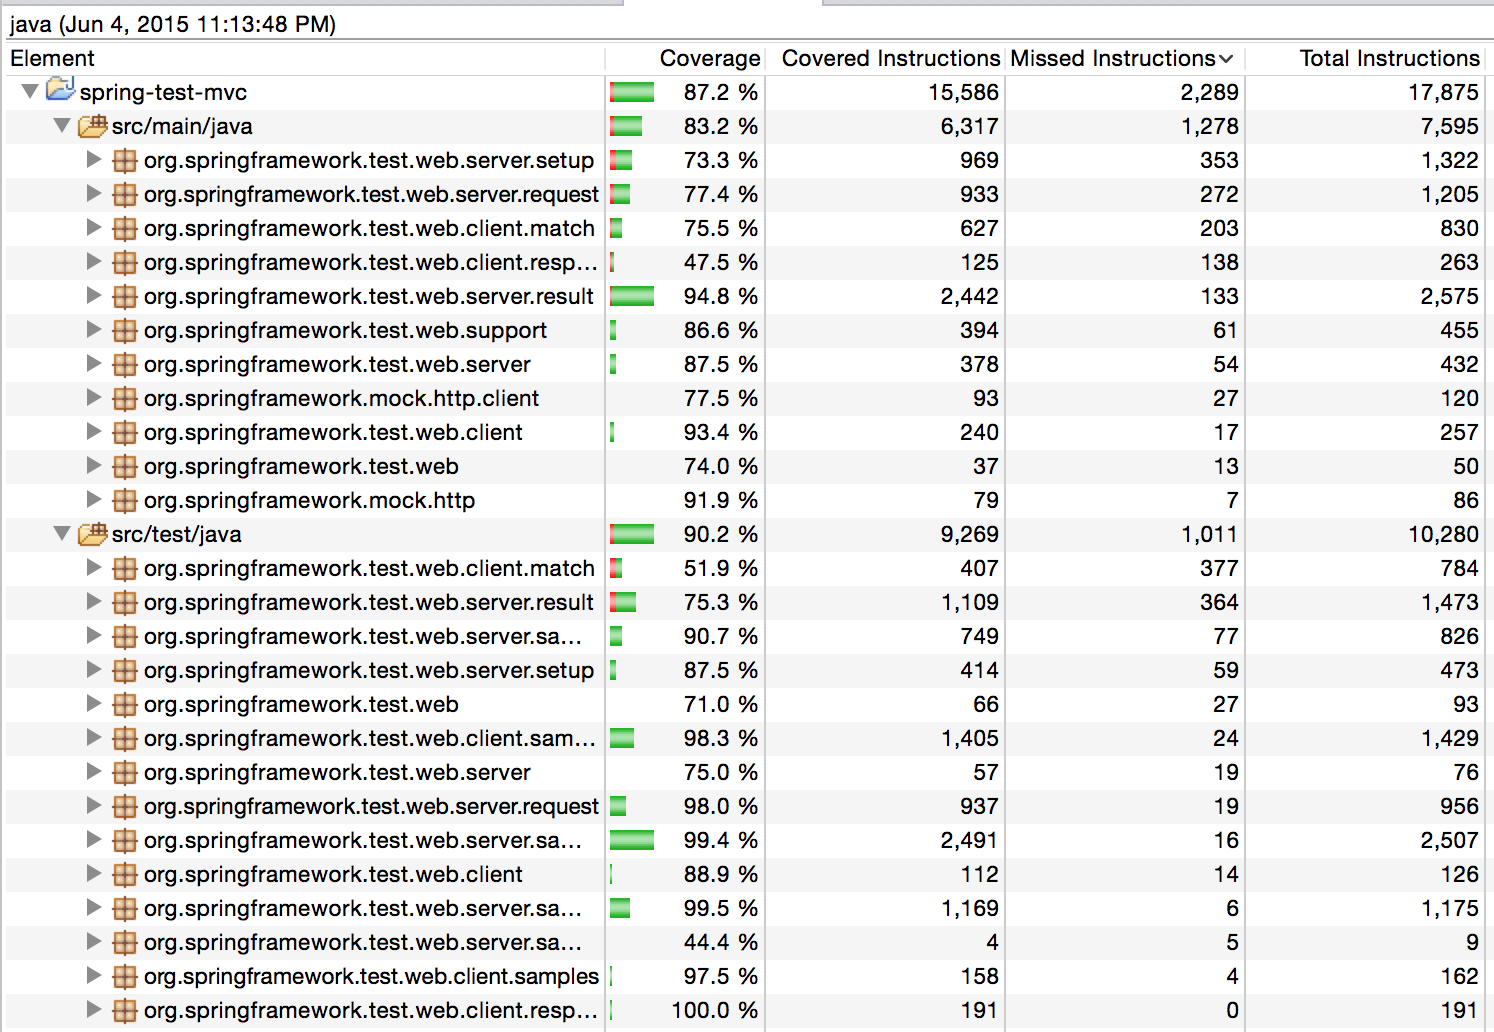 java (Jun 4, 2015 11:13:48 PM)
Element Coverage Covered Instructions Missed Instructions Total Instructions
spring-test-mvc 87.2 % 15,586 2,289 17,875
src/main/java 83.2 % 6,317 1,278 7,595
org.springframework.test.web.server.setup 73.3 % 969 353 1,322
org.springframework.test.web.server.request 77.4 % 933 272 1,205
org.springframework.test.web.client.match 75.5 % 627 203 830
org.springframework.test.web.client.resp... 47.5 % 125 138 263
org.springframework.test.web.server.result 94.8 % 2,442 133 2,575
org.springframework.test.web.support 86.6 % 394 61 455
org.springframework.test.web.server 87.5 % 378 54 432
org.springframework.mock.http.client 77.5 % 93 27 120
org.springframework.test.web.client 93.4 % 240 17 257
org.springframework.test.web 74.0 % 37 13 50
org.springframework.mock.http 91.9 % 79 7 86
src/test/java 90.2 % 9,269 1,011 10,280
org.springframework.test.web.client.match 51.9 % 407 377 784
org.springframework.test.web.server.result 75.3 % 1,109 364 1,473
org.springframework.test.web.server.sa... 90.7 % 749 77 826
org.springframework.test.web.server.setup 87.5 % 414 59 473
org.springframework.test.web 71.0 % 66 27 93
org.springframework.test.web.client.sam... 98.3 % 1,405 24 1,429
org.springframework.test.web.server 75.0 % 57 19 76
org.springframework.test.web.server.request 98.0 % 937 19 956
org.springframework.test.web.server.sa... 99.4 % 2,491 16 2,507
org.springframework.test.web.client 88.9 % 112 14 126
org.springframework.test.web.server.sa... 99.5 % 1,169 6 1,175
org.springframework.test.web.server.sa... 44.4 % 4 5 9
org.springframework.test.web.client.samples 97.5 % 158 4 162
org.springframework.test.web.client.resp... 100.0 % 191 0 191